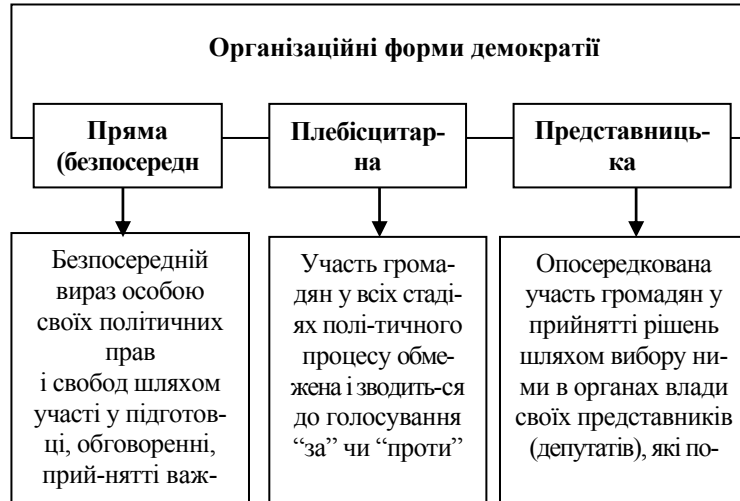 Організаційні форми демократії
Пряма
(безпосередн
Плебісцитар-
на
Представниць-
ка
Безпосередній
вираз особою
своїх політичних
прав
і свобод шляхом
участі у підготов-
ці, обговоренні,
прий-нятті важ-
Участь грома-
дян у всіх стаді-
ях полі-тичного
процесу обме-
жена і зводить-ся
до голосування
“за” чи “проти”
Опосередкована
участь громадян у
прийнятті рішень
шляхом вибору ни-
ми в органах влади
своїх представників
(депутатів), які по-